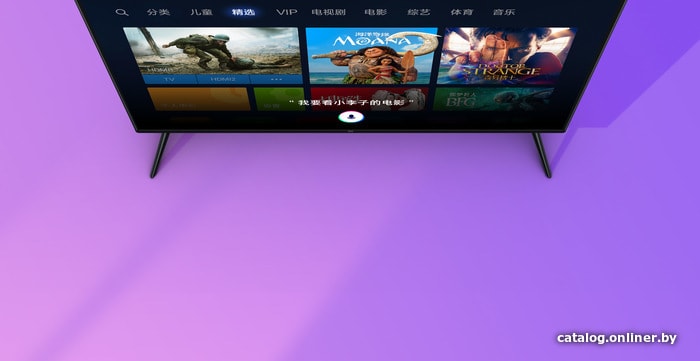 分类 儿童 精选 VIP 电视剧 电影 综艺 体育 音乐
海洋奇缘
MOANA
DOCTOR
STRANGE
奇异博士
HDMI2
TV HDMI2 •••
BFG
“ 我要看小李子的电影 ”
catalog.onliner.by